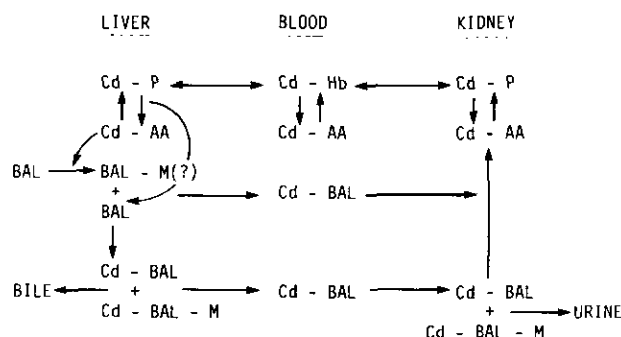 LIVER BLOOD KIDNEY
Cd - P Cd - Hb Cd - P
Cd - AA Cd - AA Cd - AA
BAL BAL - M(?)
+
BAL Cd - BAL
Cd - BAL
BILE + Cd - BAL Cd - BAL
Cd - BAL - M + URINE
Cd - BAL - M